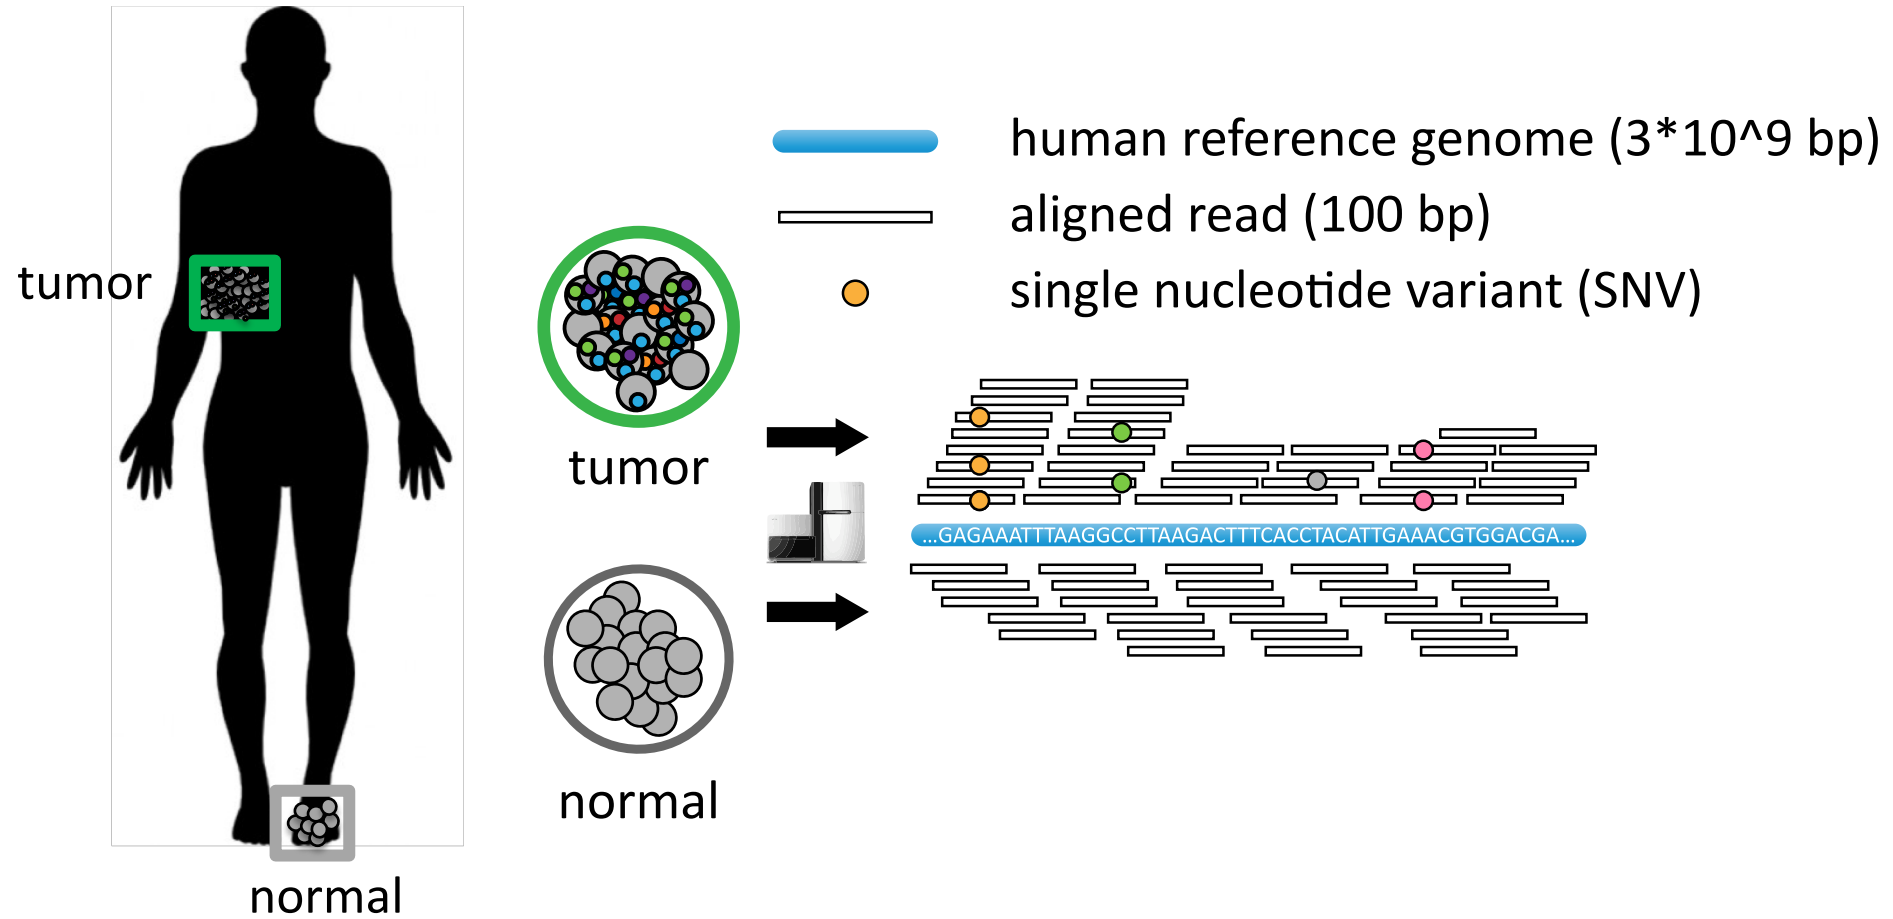 human reference genome (3*10^9 bp)
aligned read (100 bp)
single nucleotide variant (SNV)
tumor
tumor
...GAGAAATTTAAGGCCTTAAGACTTTCACCTACATTGAAACGTGGACGA...
normal
normal